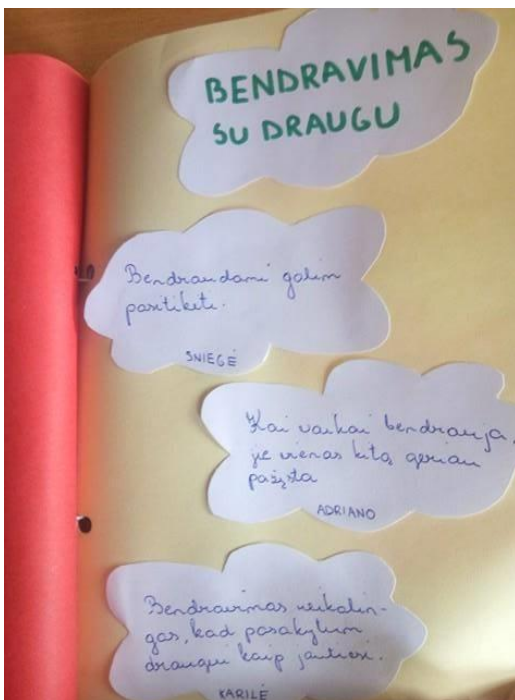 BENDRAVIMAS
SU DRAUGU
Bendraudami galim
pasitikėti.
SNIEGĖ
Kai vaikai bendrauja,
jie vienas kitą geriau
pažįsta
ADRIANO
Bendravimas reikalin-
gas, kad pasakytum
draugui kaip jautiesi.
KARILĖ